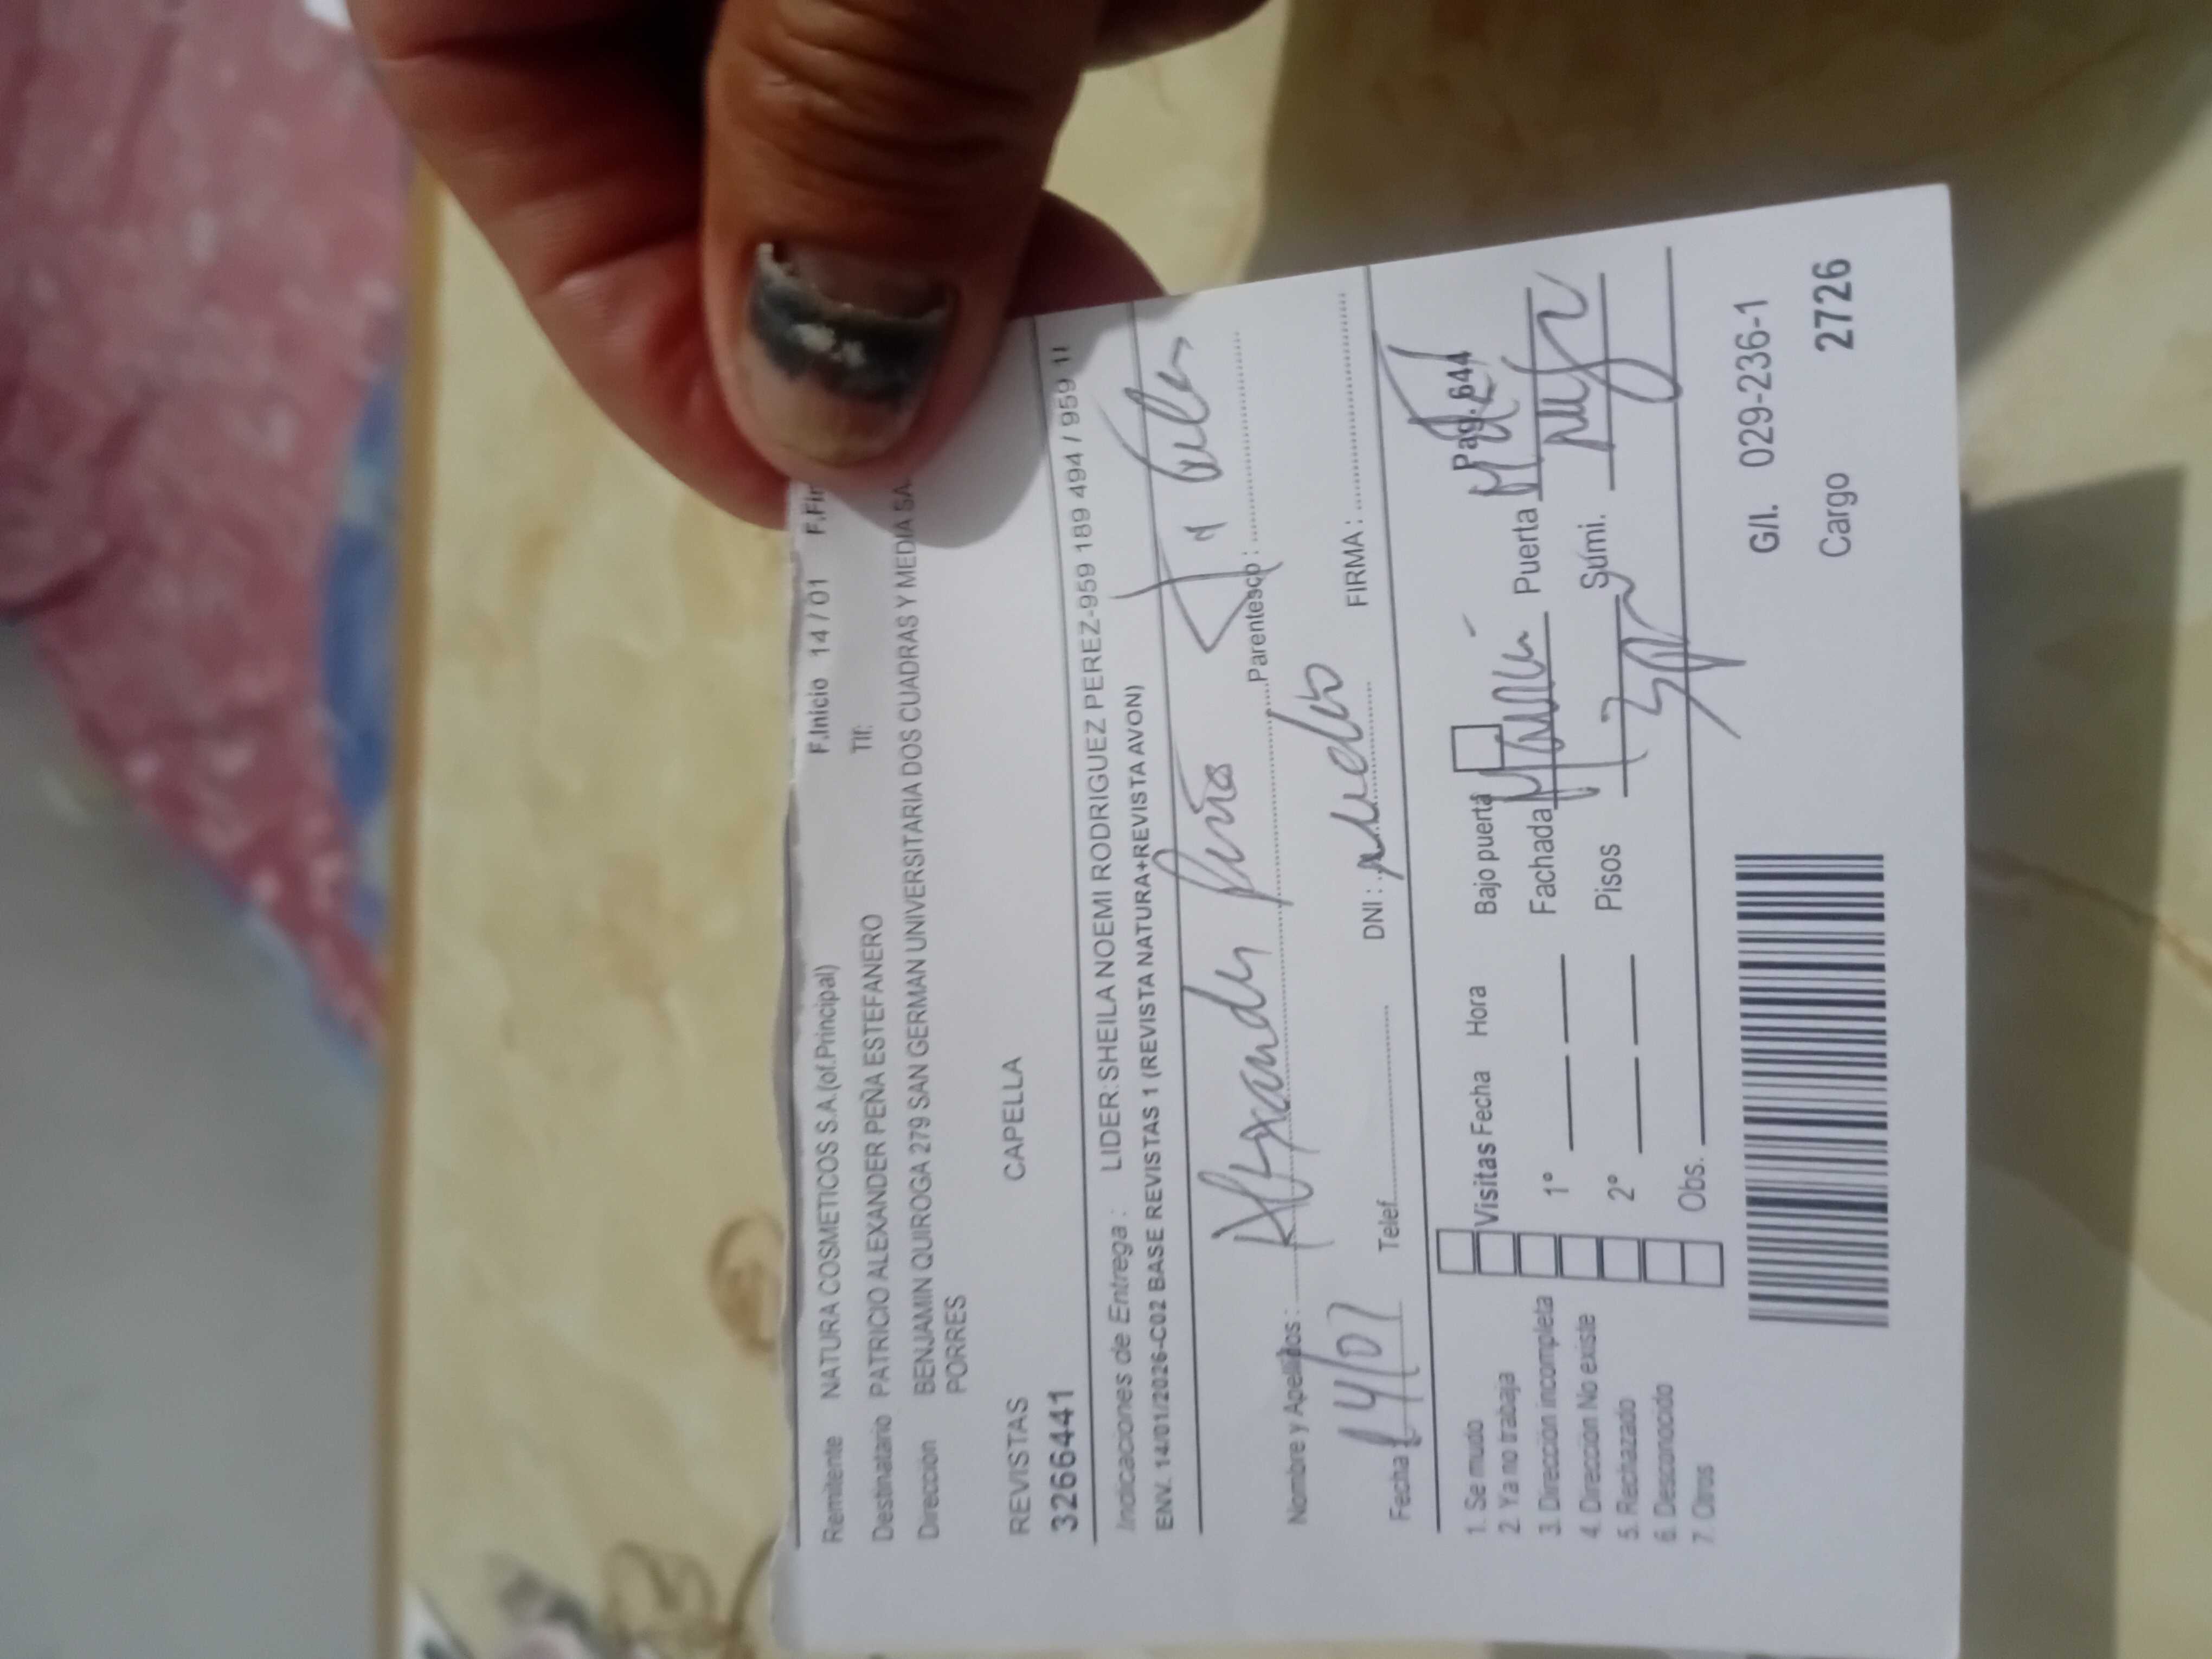 F.Inicio 14/01 F.Fin
Remitente NATURA COSMETICOS S.A.(of.Principal)
Destinatario PATRICIO ALEXANDER PEÑA ESTEFANERO Tlf:
Dirección BENJAMIN QUIROGA 279 SAN GERMAN UNIVERSITARIA DOS CUADRAS Y MEDIA SA
PORRES
REVISTAS CAPELLA
3266441
Indicaciones de Entrega : LIDER: SHEILA NOEMI RODRIGUEZ PEREZ-959 189 494 / 959 1
ENV. 14/01/2026-C02 BASE REVISTAS 1 (REVISTA NATURA+REVISTA AVON)
Nombre y Apellidos : Alexander Peña Parentesco :
Fecha 14/01 Telef. DNI : FIRMA :
Pag. 644
1. Se mudo Visitas Fecha Hora Bajo puerta
2. Ya no trabaja
3. Dirección incompleta 1° Fachada Puerta
4. Dirección No existe
5. Rechazado 2° Pisos Sumi.
6. Desconocido
7. Otros Obs.
G/I. 029-236-1
Cargo 2726